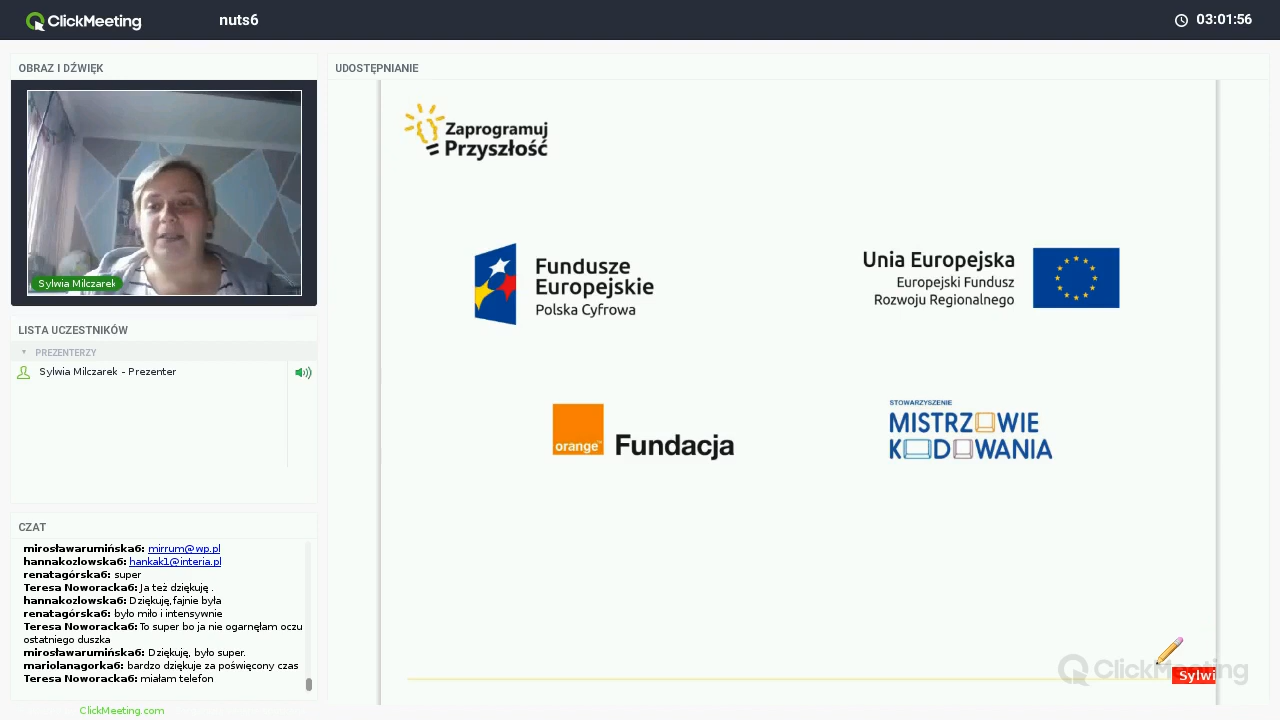 ClickMeeting
nuts6
03:01:56
OBRAZ I DŹWIĘK
Sylwia Milczarek
LISTA UCZESTNIKÓW
PREZENTERZY
Sylwia Milczarek - Prezenter
CZAT
mirosławarumińska6: mirrum@wp.pl
hannakozlowska6: hankak1@interia.pl
renatagórska6: super
Teresa Noworacka6: Ja też dziękuję .
hannakozlowska6: Dziękuję,fajnie była
renatagórska6: było miło i intensywnie
Teresa Noworacka6: To super bo ja nie ogarnęłam oczu
ostatniego duszka
mirosławarumińska6: Dziękuję, było super.
mariolanagorka6: bardzo dziękuje za poświęcony czas
Teresa Noworacka6: miałam telefon
ClickMeeting.com
UDOSTĘPNIANIE
Zaprogramuj
Przyszłość
Fundusze
Europejskie
Polska Cyfrowa
Unia Europejska
Europejski Fundusz
Rozwoju Regionalnego
orange™
Fundacja
STOWARZYSZENIE
MISTRZOWIE
KODOWANIA
ClickMeeting
Sylwi